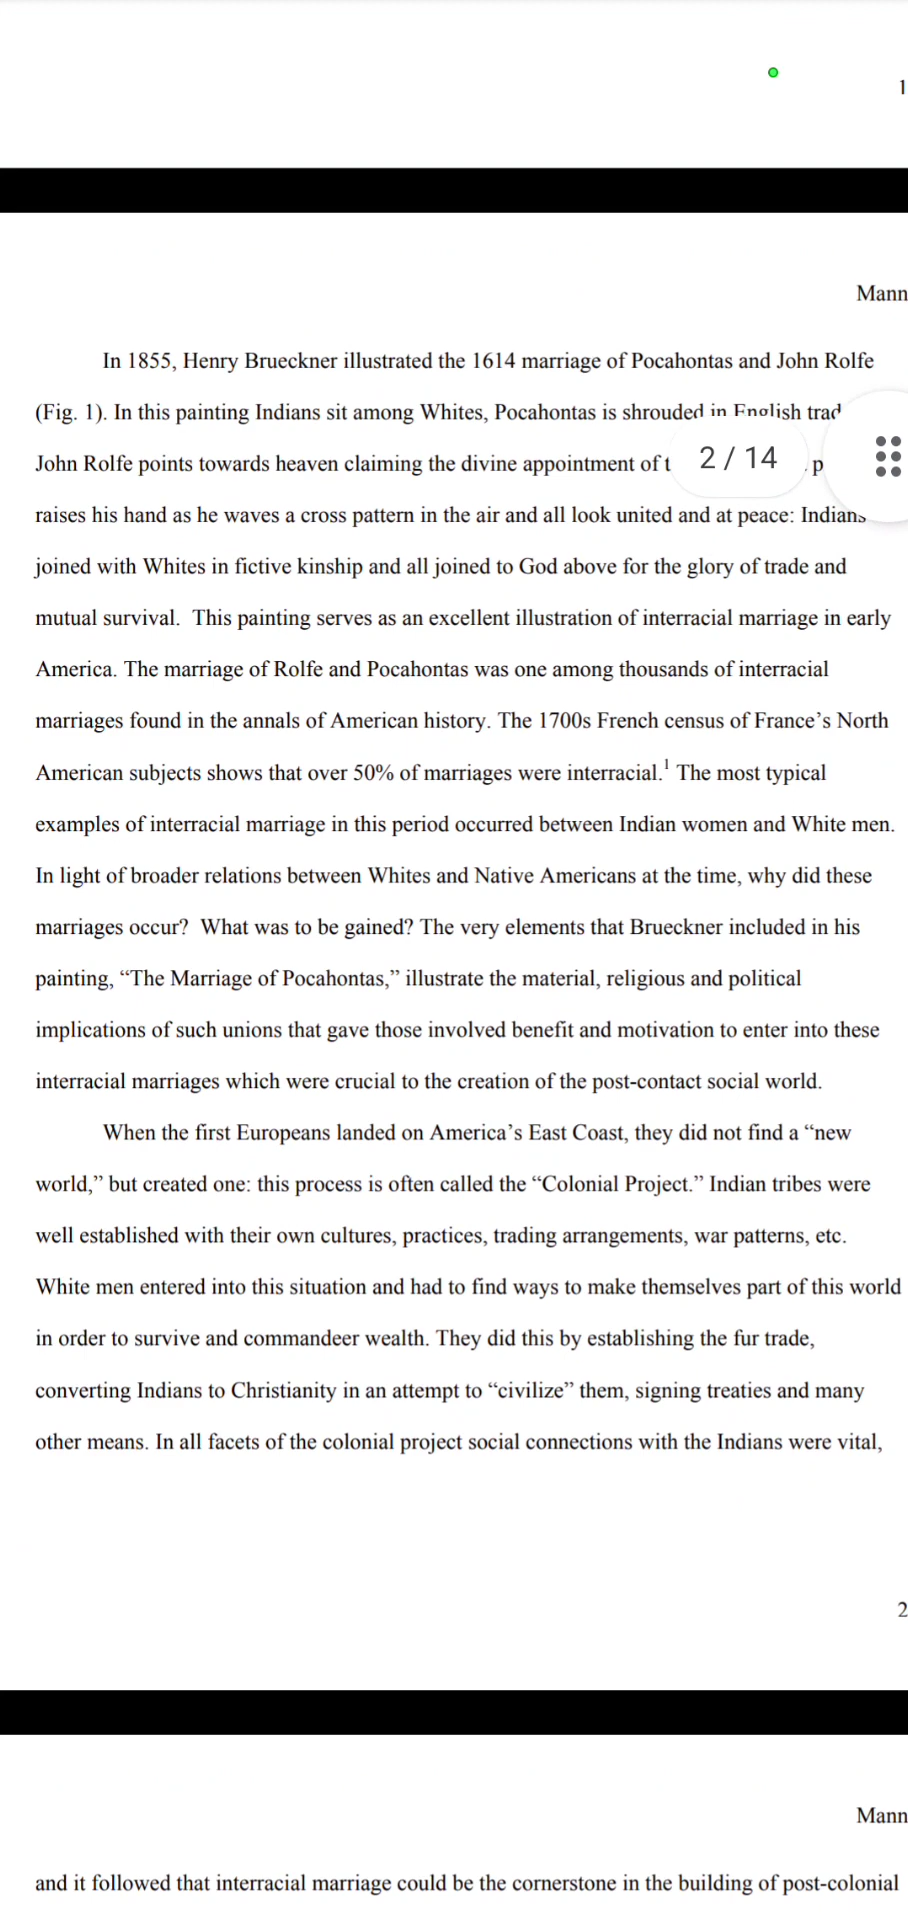 1
Mann
In 1855, Henry Brueckner illustrated the 1614 marriage of Pocahontas and John Rolfe
(Fig. 1). In this painting Indians sit among Whites, Pocahontas is shrouded in English
John Rolfe points towards heaven claiming the divine appointment of
2 / 14
raises his hand as he waves a cross pattern in the air and all look united and at peace: Indians
joined with Whites in fictive kinship and all joined to God above for the glory of trade and
mutual survival.  This painting serves as an excellent illustration of interracial marriage in early
America. The marriage of Rolfe and Pocahontas was one among thousands of interracial
marriages found in the annals of American history. The 1700s French census of France’s North
American subjects shows that over 50% of marriages were interracial.¹ The most typical
examples of interracial marriage in this period occurred between Indian women and White men.
In light of broader relations between Whites and Native Americans at the time, why did these
marriages occur?  What was to be gained? The very elements that Brueckner included in his
painting, “The Marriage of Pocahontas,” illustrate the material, religious and political
implications of such unions that gave those involved benefit and motivation to enter into these
interracial marriages which were crucial to the creation of the post-contact social world.
When the first Europeans landed on America’s East Coast, they did not find a “new
world,” but created one: this process is often called the “Colonial Project.” Indian tribes were
well established with their own cultures, practices, trading arrangements, war patterns, etc.
White men entered into this situation and had to find ways to make themselves part of this world
in order to survive and commandeer wealth. They did this by establishing the fur trade,
converting Indians to Christianity in an attempt to “civilize” them, signing treaties and many
other means. In all facets of the colonial project social connections with the Indians were vital,
2
Mann
and it followed that interracial marriage could be the cornerstone in the building of post-colonial